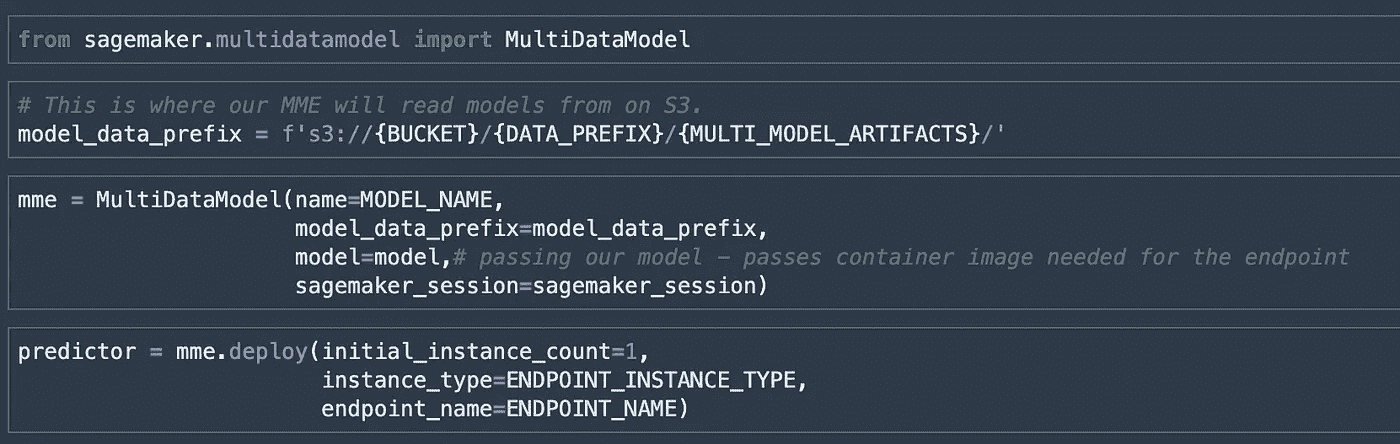 from sagemaker.multidatamodel import MultiDataModel
# This is where our MME will read models from on S3.
model_data_prefix = f's3://{BUCKET}/{DATA_PREFIX}/{MULTI_MODEL_ARTIFACTS}/'
mme = MultiDataModel(name=MODEL_NAME,
model_data_prefix=model_data_prefix,
model=model,# passing our model – passes container image needed for the endpoint
sagemaker_session=sagemaker_session)
predictor = mme.deploy(initial_instance_count=1,
instance_type=ENDPOINT_INSTANCE_TYPE,
endpoint_name=ENDPOINT_NAME)